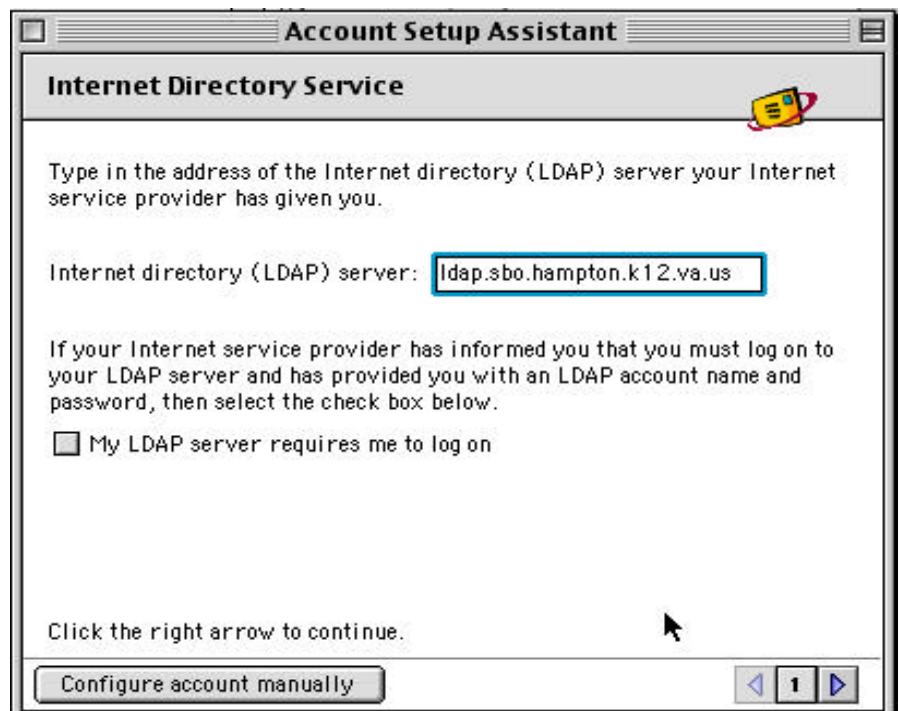 Account Setup Assistant
Internet Directory Service
Type in the address of the Internet directory (LDAP) server your Internet
service provider has given you.
Internet directory (LDAP) server: ldap.sbo.hampton.k12.va.us
If your Internet service provider has informed you that you must log on to
your LDAP server and has provided you with an LDAP account name and
password, then select the check box below.
My LDAP server requires me to log on
Click the right arrow to continue.
Configure account manually 1